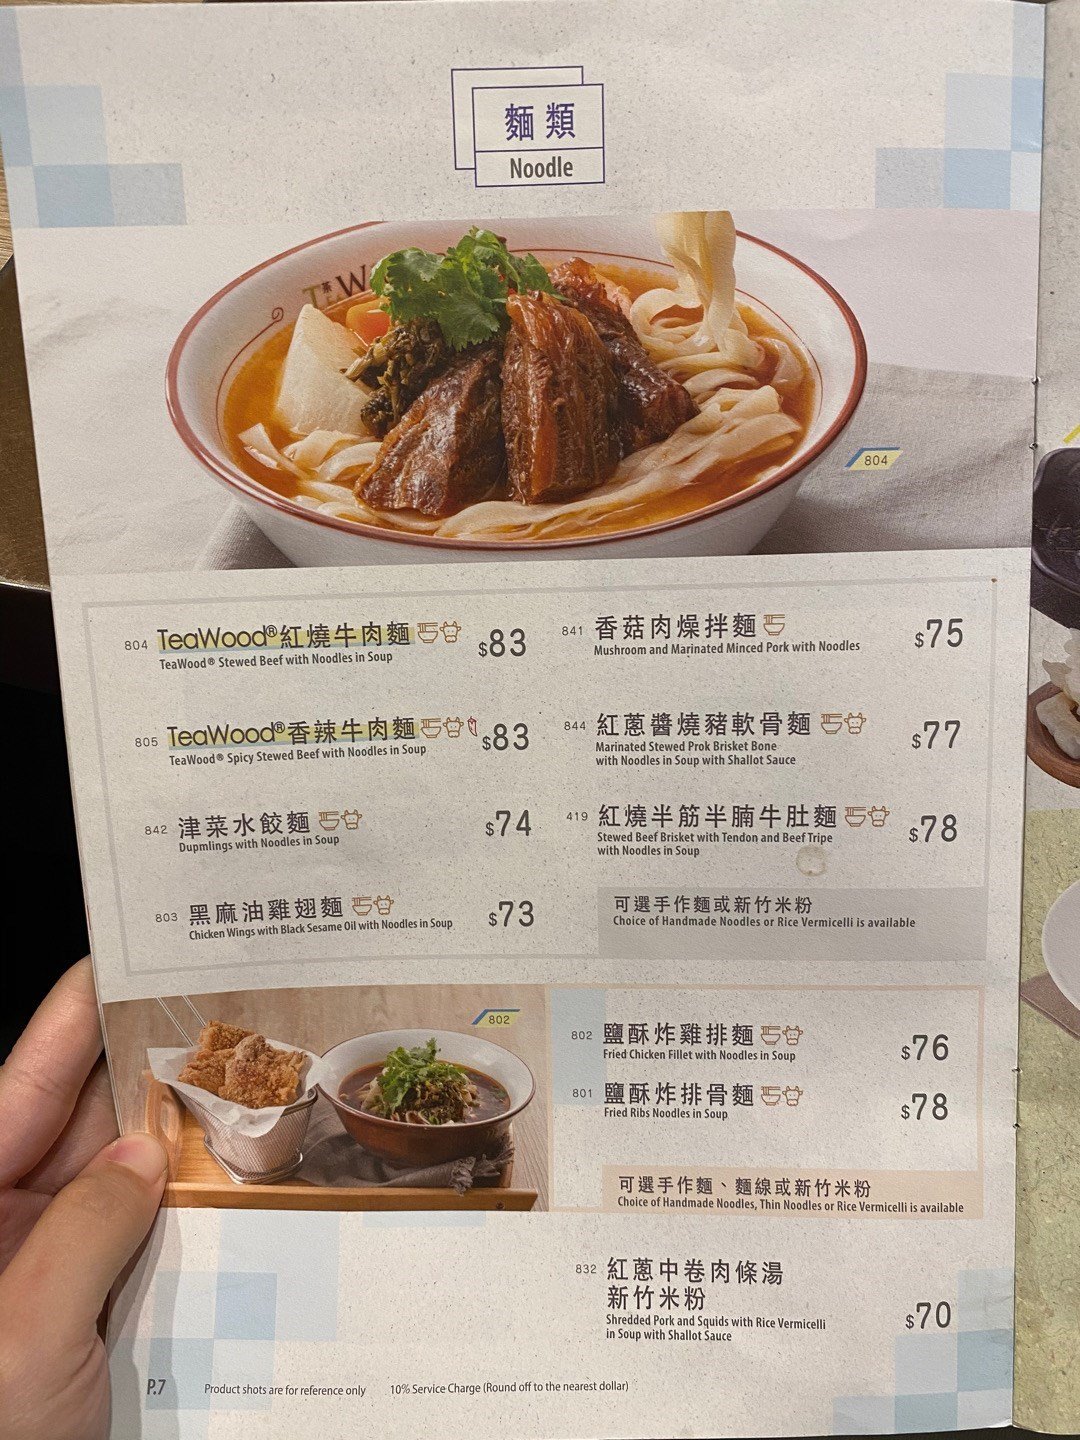 麵類
Noodle
804
804 TeaWood®紅燒牛肉麵 $83
TeaWood® Stewed Beef with Noodles in Soup
805 TeaWood®香辣牛肉麵 $83
TeaWood® Spicy Stewed Beef with Noodles in Soup
842 津菜水餃麵 $74
Dupmlings with Noodles in Soup
803 黑麻油雞翅麵 $73
Chicken Wings with Black Sesame Oil with Noodles in Soup
841 香菇肉燥拌麵 $75
Mushroom and Marinated Minced Pork with Noodles
844 紅蔥醬燒豬軟骨麵 $77
Marinated Stewed Prok Brisket Bone
with Noodles in Soup with Shallot Sauce
419 紅燒半筋半腩牛肚麵 $78
Stewed Beef Brisket with Tendon and Beef Tripe
with Noodles in Soup
可選手作麵或新竹米粉
Choice of Handmade Noodles or Rice Vermicelli is available
802
802 鹽酥炸雞排麵 $76
Fried Chicken Fillet with Noodles in Soup
801 鹽酥炸排骨麵 $78
Fried Ribs Noodles in Soup
可選手作麵、麵線或新竹米粉
Choice of Handmade Noodles, Thin Noodles or Rice Vermicelli is available
832 紅蔥中卷肉條湯
新竹米粉 $70
Shredded Pork and Squids with Rice Vermicelli
in Soup with Shallot Sauce
P.7 Product shots are for reference only 10% Service Charge (Round off to the nearest dollar)